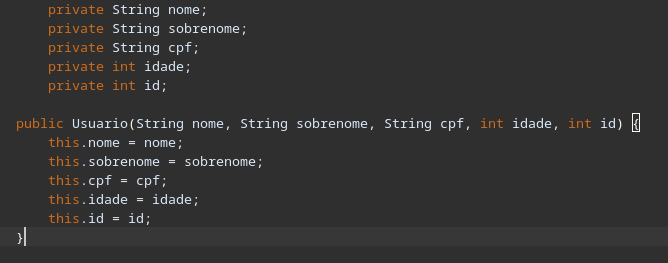 private String nome;
private String sobrenome;
private String cpf;
private int idade;
private int id;
public Usuario(String nome, String sobrenome, String cpf, int idade, int id) {
this.nome = nome;
this.sobrenome = sobrenome;
this.cpf = cpf;
this.idade = idade;
this.id = id;
}